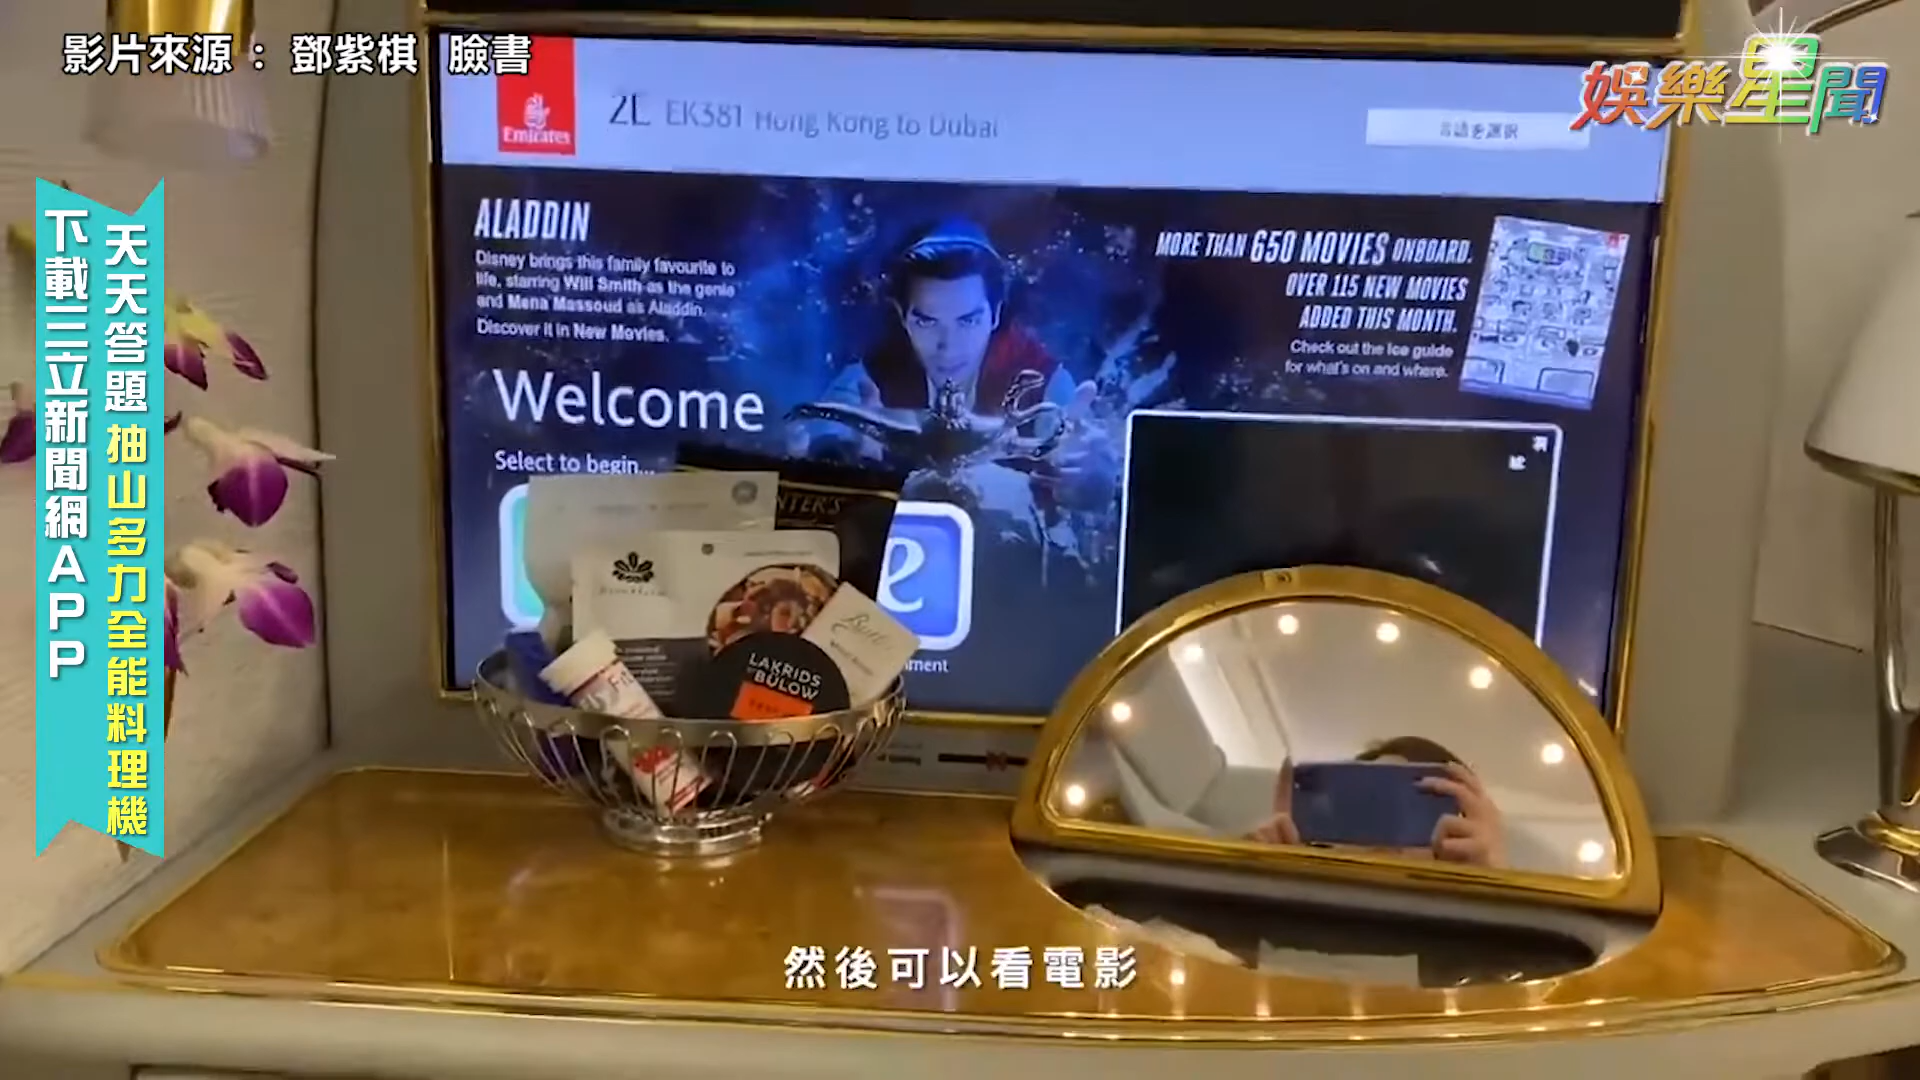 影片來源： 鄧紫棋 臉書
娛樂星聞
天天答題 抽山多力全能料理機
下載三立新聞網APP
Emirates
EK381 Hong Kong to Dubai
ALADDIN
Disney brings this family favourite to
life, starring Will Smith as the genie
and Mena Massoud as Aladdin.
Discover it in New Movies.
MORE THAN 650 MOVIES ONBOARD.
OVER 115 NEW MOVIES
ADDED THIS MONTH.
Check out the ice guide
for what's on and where.
Welcome
Select to begin...
LAKRIDS
BY BÜLOW
然後可以看電影